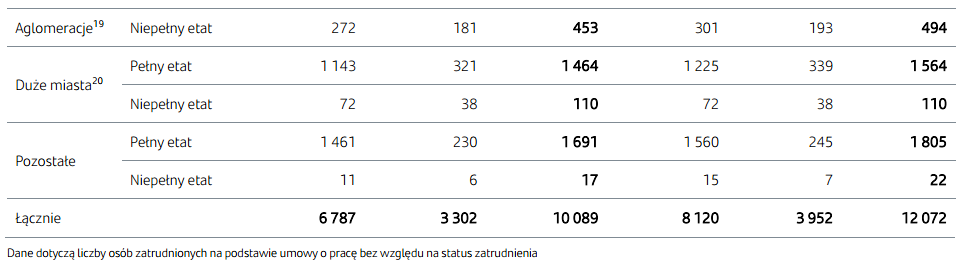 Aglomeracje19 Niepełny etat 272 181 453 301 193 494
Pełny etat 1 143 321 1 464 1 225 339 1 564
Duże miasta20
Niepełny etat 72 38 110 72 38 110
Pełny etat 1 461 230 1 691 1 560 245 1 805
Pozostałe
Niepełny etat 11 6 17 15 7 22
Łącznie 6 787 3 302 10 089 8 120 3 952 12 072
Dane dotyczą liczby osób zatrudnionych na podstawie umowy o pracę bez względu na status zatrudnienia